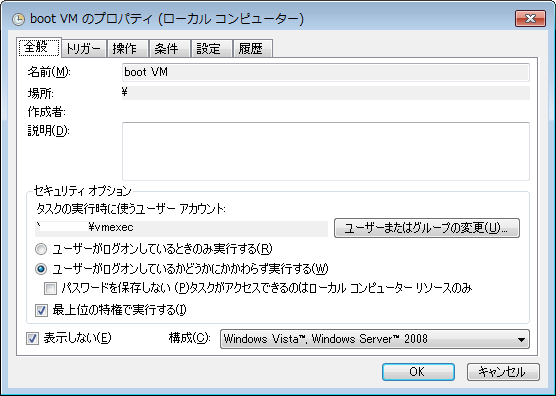 boot VM のプロパティ (ローカル コンピューター)
全般 トリガー 操作 条件 設定 履歴
名前(M): boot VM
場所: \
作成者:
説明(D):
セキュリティ オプション
タスクの実行時に使うユーザー アカウント:
¥vmexec ユーザーまたはグループの変更(U)...
ユーザーがログオンしているときのみ実行する(R)
ユーザーがログオンしているかどうかにかかわらず実行する(W)
パスワードを保存しない (P)タスクがアクセスできるのはローカル コンピューター リソースのみ
最上位の特権で実行する(I)
表示しない(E) 構成(C): Windows Vista™, Windows Server™ 2008
OK キャンセル